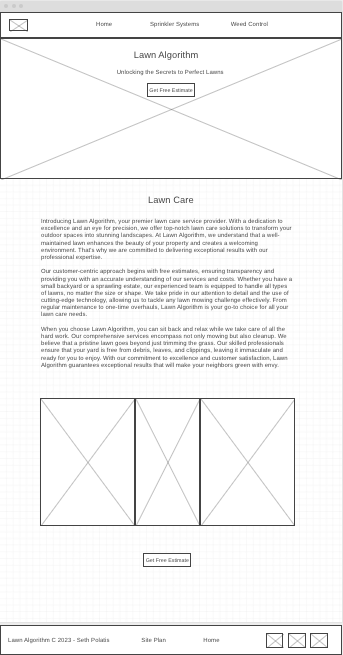 Home Sprinkler Systems Weed Control
Lawn Algorithm
Unlocking the Secrets to Perfect Lawns
Get Free Estimate
Lawn Care
Introducing Lawn Algorithm, your premier lawn care service provider. With a dedication to
excellence and an eye for precision, we offer top-notch lawn care solutions to transform your
outdoor spaces into stunning landscapes. At Lawn Algorithm, we understand that a well-
maintained lawn enhances the beauty of your property and creates a welcoming
environment. That's why we are committed to delivering exceptional results with our
professional expertise.
Our customer-centric approach begins with free estimates, ensuring transparency and
providing you with an accurate understanding of our services and costs. Whether you have a
small backyard or a sprawling estate, our experienced team is equipped to handle all types
of lawns, no matter the size or shape. We take pride in our attention to detail and the use of
cutting-edge technology, allowing us to tackle any lawn mowing challenge effectively. From
regular maintenance to one-time overhauls, Lawn Algorithm is your go-to choice for all your
lawn care needs.
When you choose Lawn Algorithm, you can sit back and relax while we take care of all the
hard work. Our comprehensive services encompass not only mowing but also cleanup. We
believe that a pristine lawn goes beyond just trimming the grass. Our skilled professionals
ensure that your yard is free from debris, leaves, and clippings, leaving it immaculate and
ready for you to enjoy. With our commitment to excellence and customer satisfaction, Lawn
Algorithm guarantees exceptional results that will make your neighbors green with envy.
Get Free Estimate
Lawn Algorithm C 2023 - Seth Polatis Site Plan Home